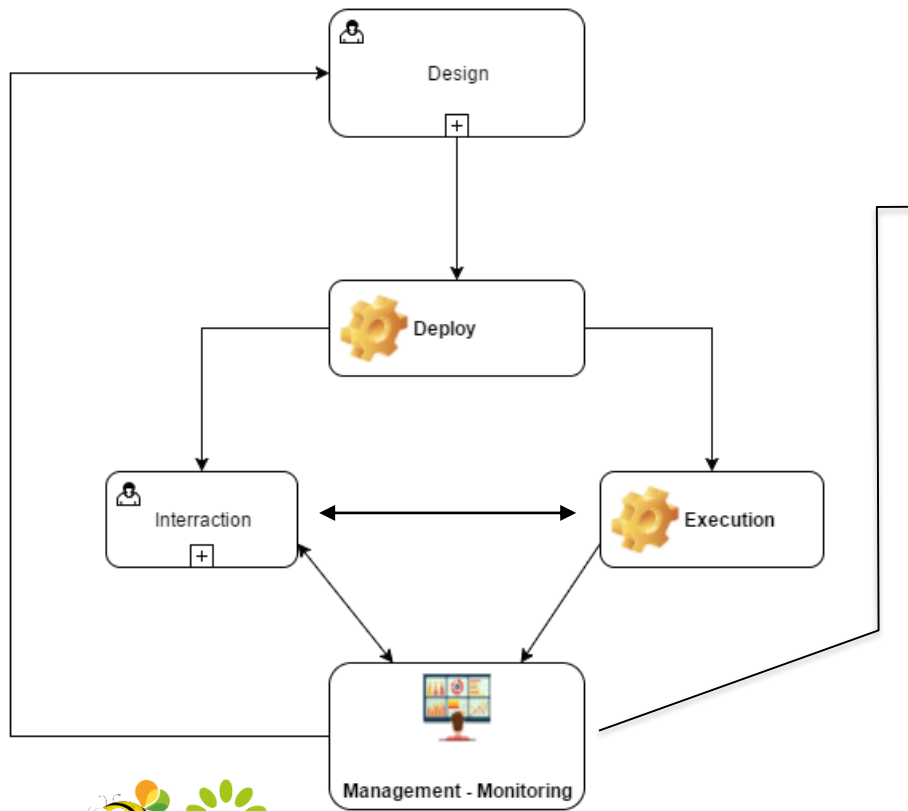 Design
Deploy
Interraction
Execution
Management - Monitoring